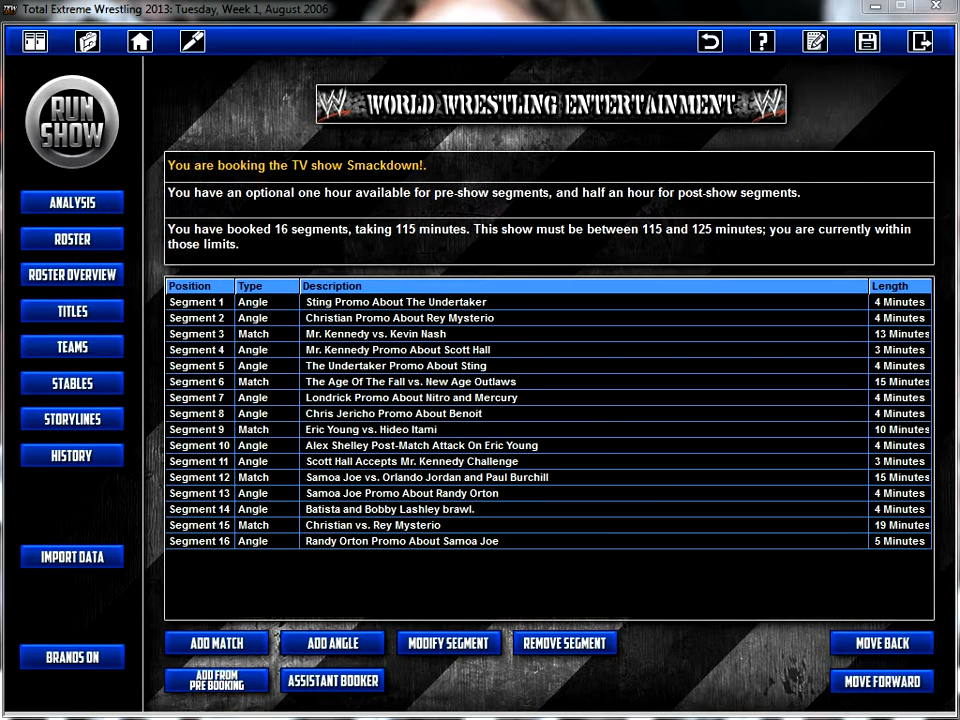 Total Extreme Wrestling 2013: Tuesday, Week 1, August 2006
WORLD WRESTLING ENTERTAINMENT
RUN
SHOW
You are booking the TV show Smackdown!.
You have an optional one hour available for pre-show segments, and half an hour for post-show segments.
You have booked 16 segments, taking 115 minutes. This show must be between 115 and 125 minutes; you are currently within
those limits.
ANALYSIS
ROSTER
ROSTER OVERVIEW
TITLES
TEAMS
STABLES
STORYLINES
HISTORY
IMPORT DATA
BRANDS ON
Position Type Description Length
Segment 1 Angle Sting Promo About The Undertaker 4 Minutes
Segment 2 Angle Christian Promo About Rey Mysterio 4 Minutes
Segment 3 Match Mr. Kennedy vs. Kevin Nash 13 Minutes
Segment 4 Angle Mr. Kennedy Promo About Scott Hall 3 Minutes
Segment 5 Angle The Undertaker Promo About Sting 4 Minutes
Segment 6 Match The Age Of The Fall vs. New Age Outlaws 15 Minutes
Segment 7 Angle Londrick Promo About Nitro and Mercury 4 Minutes
Segment 8 Angle Chris Jericho Promo About Benoit 4 Minutes
Segment 9 Match Eric Young vs. Hideo Itami 10 Minutes
Segment 10 Angle Alex Shelley Post-Match Attack On Eric Young 4 Minutes
Segment 11 Angle Scott Hall Accepts Mr. Kennedy Challenge 3 Minutes
Segment 12 Match Samoa Joe vs. Orlando Jordan and Paul Burchill 15 Minutes
Segment 13 Angle Samoa Joe Promo About Randy Orton 4 Minutes
Segment 14 Angle Batista and Bobby Lashley brawl. 4 Minutes
Segment 15 Match Christian vs. Rey Mysterio 19 Minutes
Segment 16 Angle Randy Orton Promo About Samoa Joe 5 Minutes
ADD MATCH
ADD ANGLE
MODIFY SEGMENT
REMOVE SEGMENT
MOVE BACK
ADD FROM
PRE BOOKING
ASSISTANT BOOKER
MOVE FORWARD